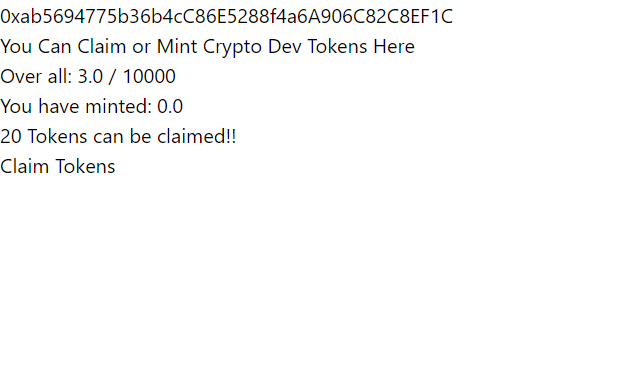 0xab5694775b36b4cC86E5288f4a6A906C82C8EF1C
You Can Claim or Mint Crypto Dev Tokens Here
Over all: 3.0 / 10000
You have minted: 0.0
20 Tokens can be claimed!!
Claim Tokens